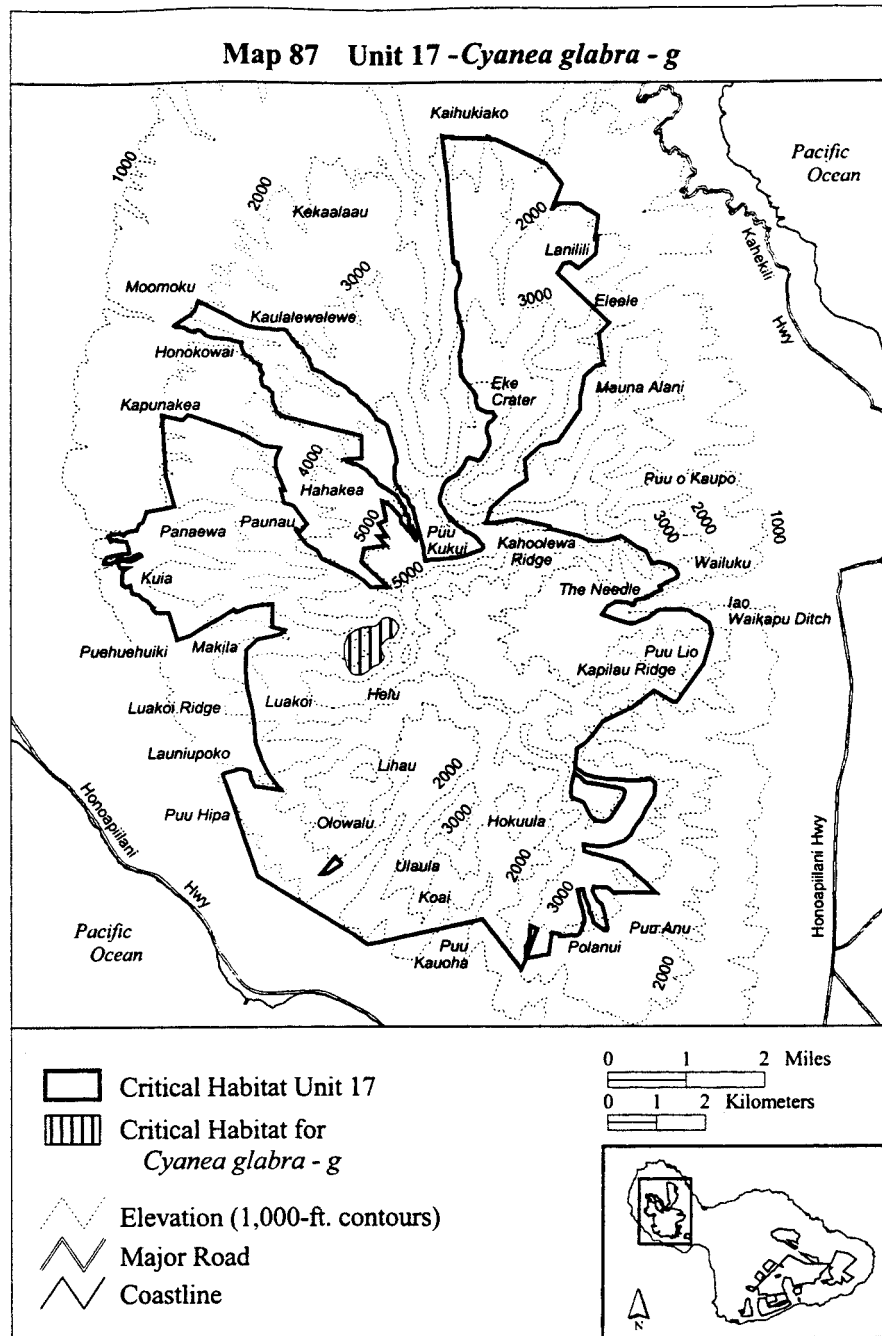 Map 87 Unit 17 - Cyanea glabra - g
Kaihukiako
Pacific
Ocean
1000
2000
Kekaalaau
2000
Lanilili
Kahekili
Hwy
3000
3000
Eleele
Moomoku
Kaulalewelewe
Honokowai
Eke
Crater
Mauna Alani
Kapunakea
4000
Hahakea
Puu o Kaupo
Panaewa
Paunau
5000
Puu
Kukui
Kahoolewa
Ridge
3000
2000
1000
Wailuku
Kuia
5000
The Needle
Iao
Waikapu Ditch
Puehuehuiki
Makila
Puu Lio
Kapilau Ridge
Luakoi Ridge
Luakoi
Helu
Launiupoko
Lihau
2000
Honoapiilani
Hwy
Puu Hipa
Olowalu
3000
Hokuula
Ulaula
2000
Honoapiilani Hwy
Koai
3000
Pacific
Ocean
Puu
Kauoha
Polanui
Puu Anu
2000
Critical Habitat Unit 17
Critical Habitat for
Cyanea glabra - g
Elevation (1,000-ft. contours)
Major Road
Coastline
0 1 2 Miles
0 1 2 Kilometers
N